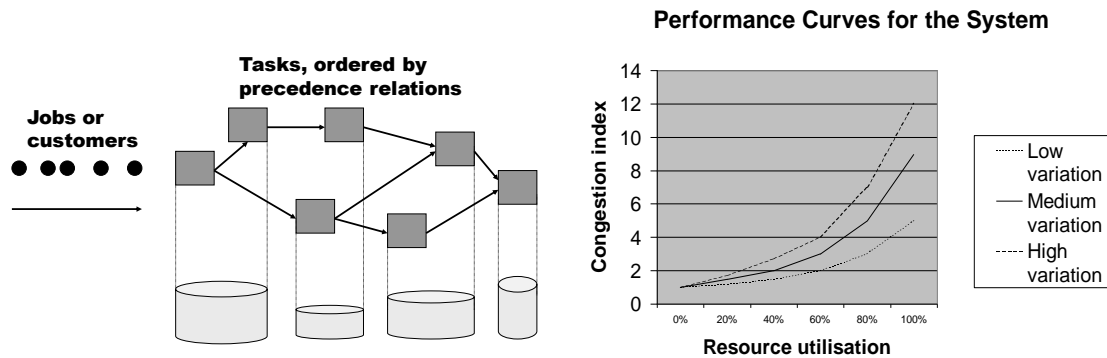 Tasks, ordered by
precedence relations
Jobs or
customers
Performance Curves for the System
Congestion index
14
12
10
8
6
4
2
0
0%
20%
40%
60%
80%
100%
Resource utilisation
Low
variation
Medium
variation
High
variation